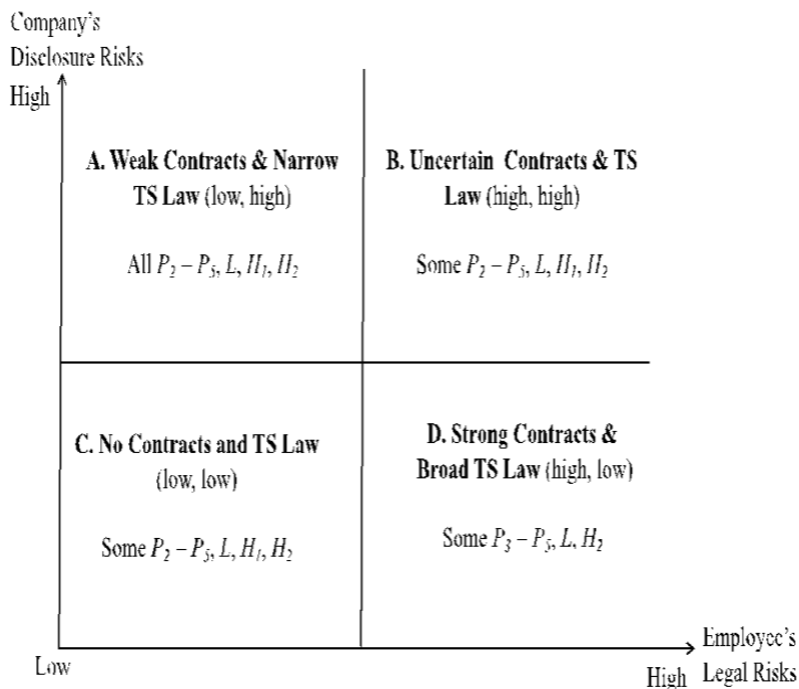 Company's
Disclosure Risks
High
A. Weak Contracts & Narrow
TS Law (low, high)
All P₂ – P₅, L, H₁, H₂
B. Uncertain Contracts & TS
Law (high, high)
Some P₂ – P₅, L, H₁, H₂
C. No Contracts and TS Law
(low, low)
Some P₂ – P₅, L, H₁, H₂
D. Strong Contracts &
Broad TS Law (high, low)
Some P₃ – P₅, L, H₂
Low
High
Employee's
Legal Risks